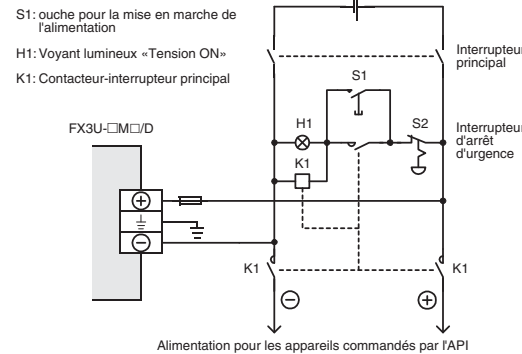 S1: ouche pour la mise en marche de
l'alimentation
H1: Voyant lumineux «Tension ON»
K1: Contacteur-interrupteur principal
FX3U-□M□/D
Interrupteur
principal
S1
H1
S2
Interrupteur
d'arrêt
d'urgence
K1
K1
K1
Alimentation pour les appareils commandés par l'API